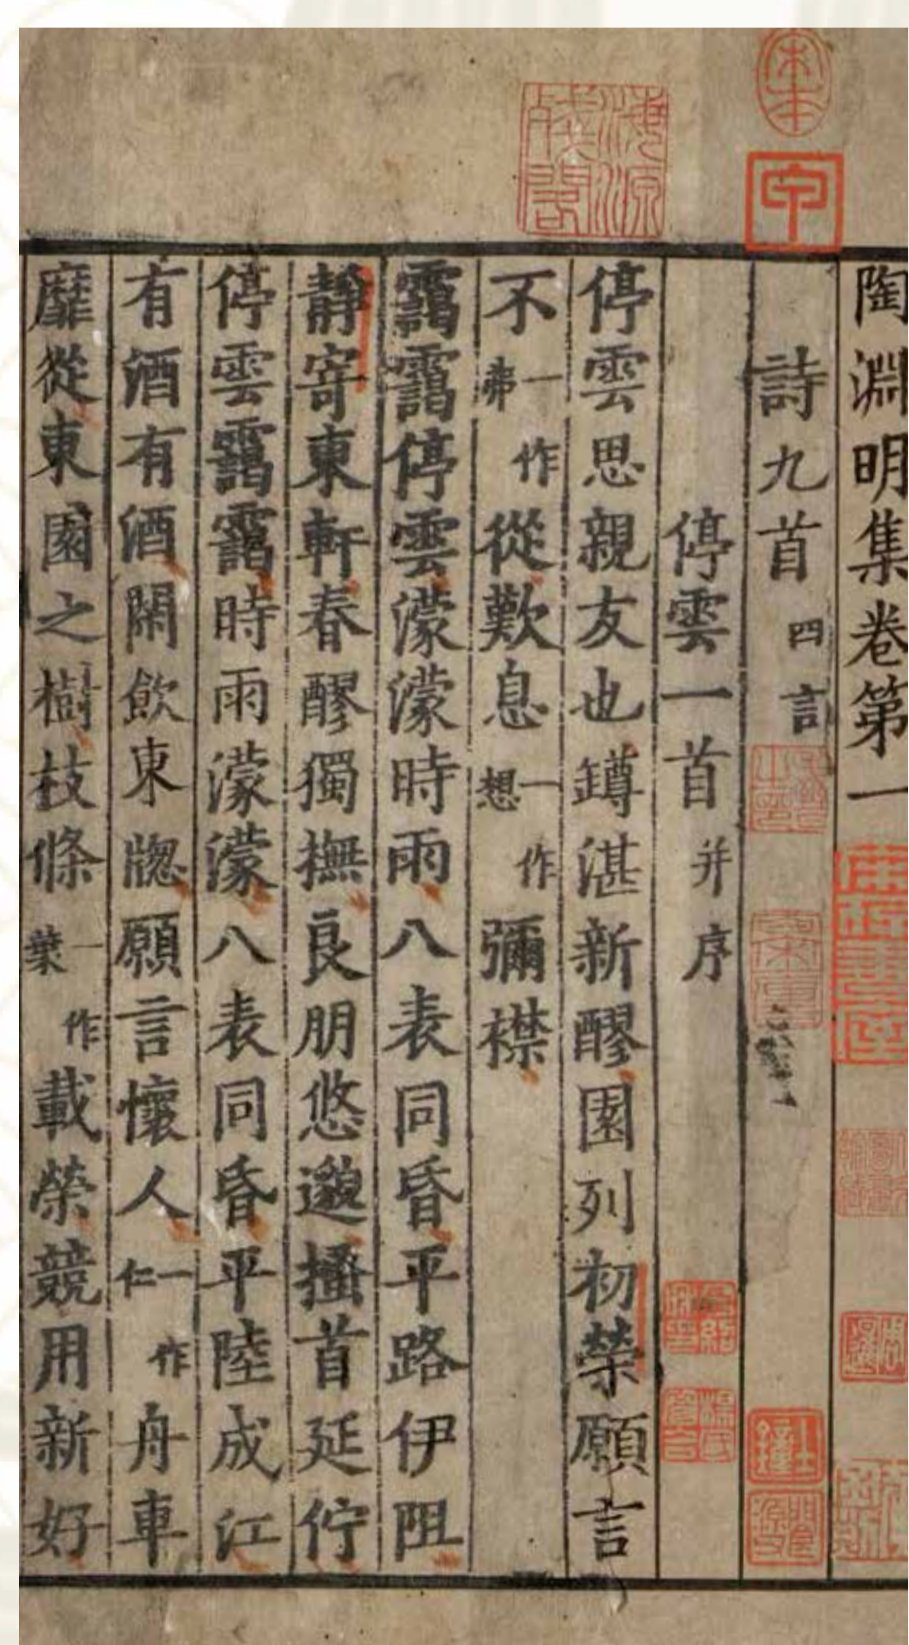 陶淵明集卷第一
詩九首四言
停雲一首并序
停雲思親友也罇湛新醪園列初榮願言
不一作弗從歎息一作想彌襟
靄靄停雲濛濛時雨八表同昏平路伊阻
靜寄東軒春醪獨撫良朋悠邈搔首延佇
停雲靄靄時雨濛濛八表同昏平陸成江
有酒有酒閑飲東牕願言懷人一作仁舟車
靡從東園之樹枝條一作葉載榮競用新好